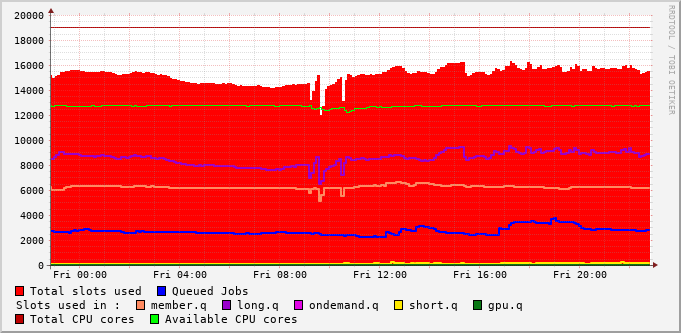 20000
18000
16000
14000
12000
10000
8000
6000
4000
2000
0
Fri 00:00 Fri 04:00 Fri 08:00 Fri 12:00 Fri 16:00 Fri 20:00
Total slots used Queued Jobs
Slots used in : member.q long.q ondemand.q short.q gpu.q
Total CPU cores Available CPU cores
RRDTOOL / TOBI OETIKER